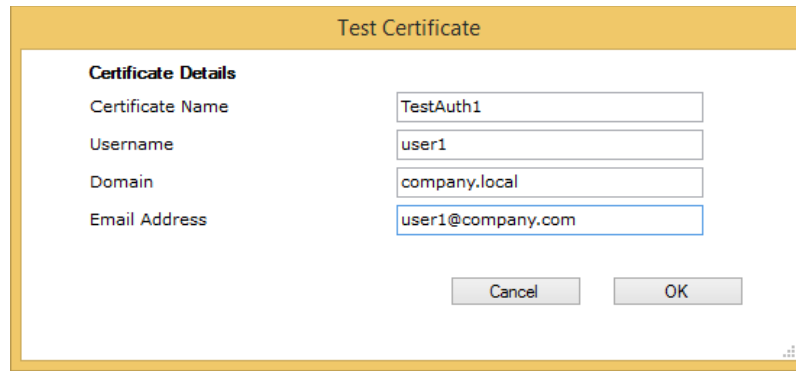 Test Certificate
Certificate Details
Certificate Name TestAuth1
Username user1
Domain company.local
Email Address user1@company.com
Cancel OK